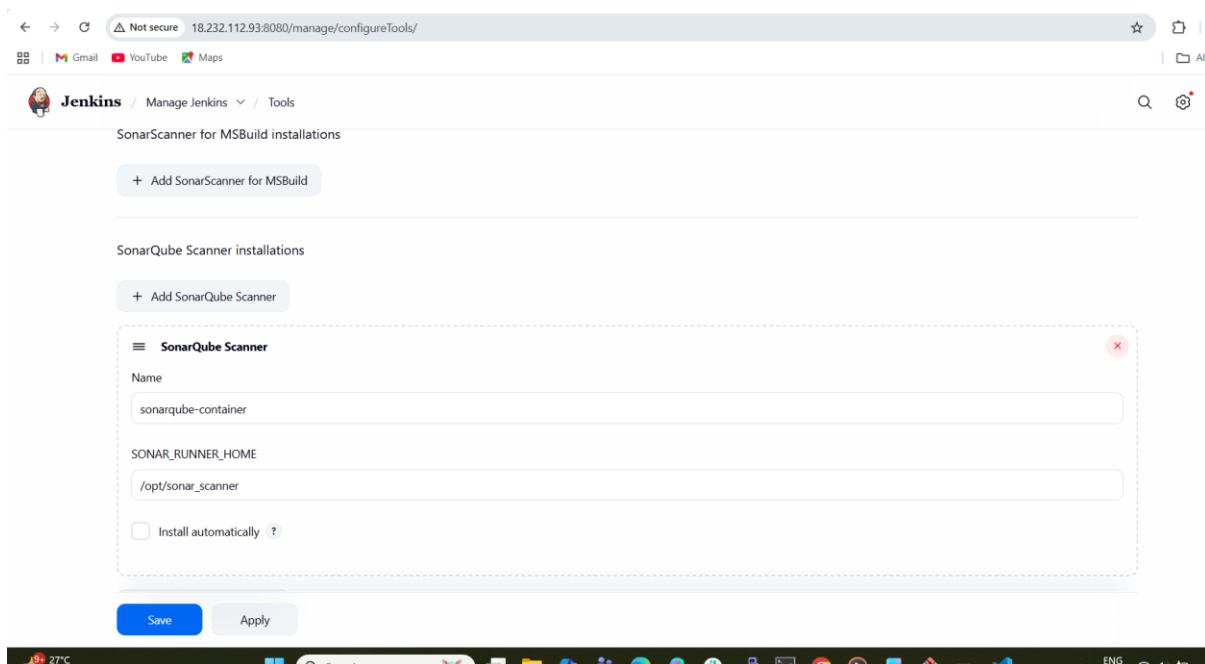 Not secure 18.232.112.93:8080/manage/configureTools/
Gmail YouTube Maps
Jenkins / Manage Jenkins / Tools
SonarScanner for MSBuild installations
+ Add SonarScanner for MSBuild
SonarQube Scanner installations
+ Add SonarQube Scanner
SonarQube Scanner
Name
sonarqube-container
SONAR_RUNNER_HOME
/opt/sonar_scanner
Install automatically ?
Save Apply
9+ 27°C ENG